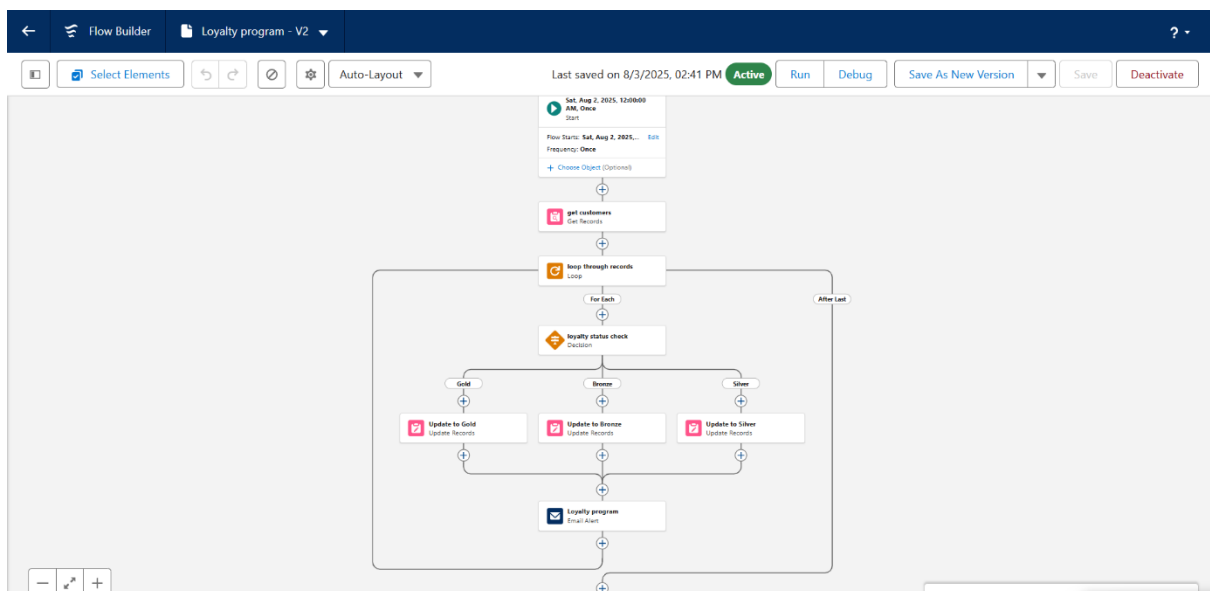 Flow Builder
Loyalty program - V2
? 
Select Elements
Auto-Layout
Last saved on 8/3/2025, 02:41 PM
Active
Run
Debug
Save As New Version
Save
Deactivate
Sat, Aug 2, 2025, 12:00:00
AM, Once
Start
Flow Starts: Sat, Aug 2, 2025,... Edit
Frequency: Once
+ Choose Object (Optional)
get customers
Get Records
loop through records
Loop
For Each
After Last
loyalty status check
Decision
Gold
Bronze
Silver
Update to Gold
Update Records
Update to Bronze
Update Records
Update to Silver
Update Records
Loyalty program
Email Alert